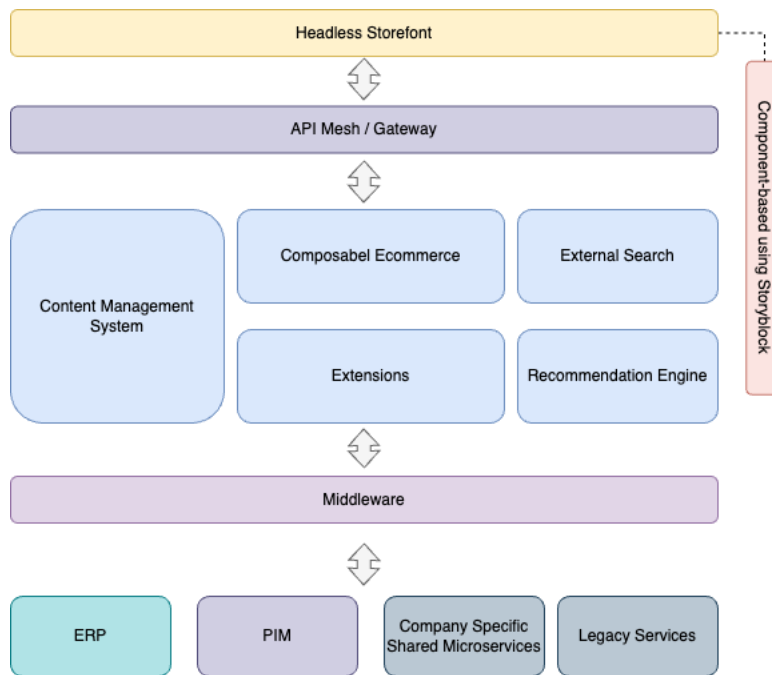 Headless Storefont
API Mesh / Gateway
Component-based using Storyblock
Composabel Ecommerce
External Search
Content Management
System
Extensions
Recommendation Engine
Middleware
ERP
PIM
Company Specific
Shared Microservices
Legacy Services